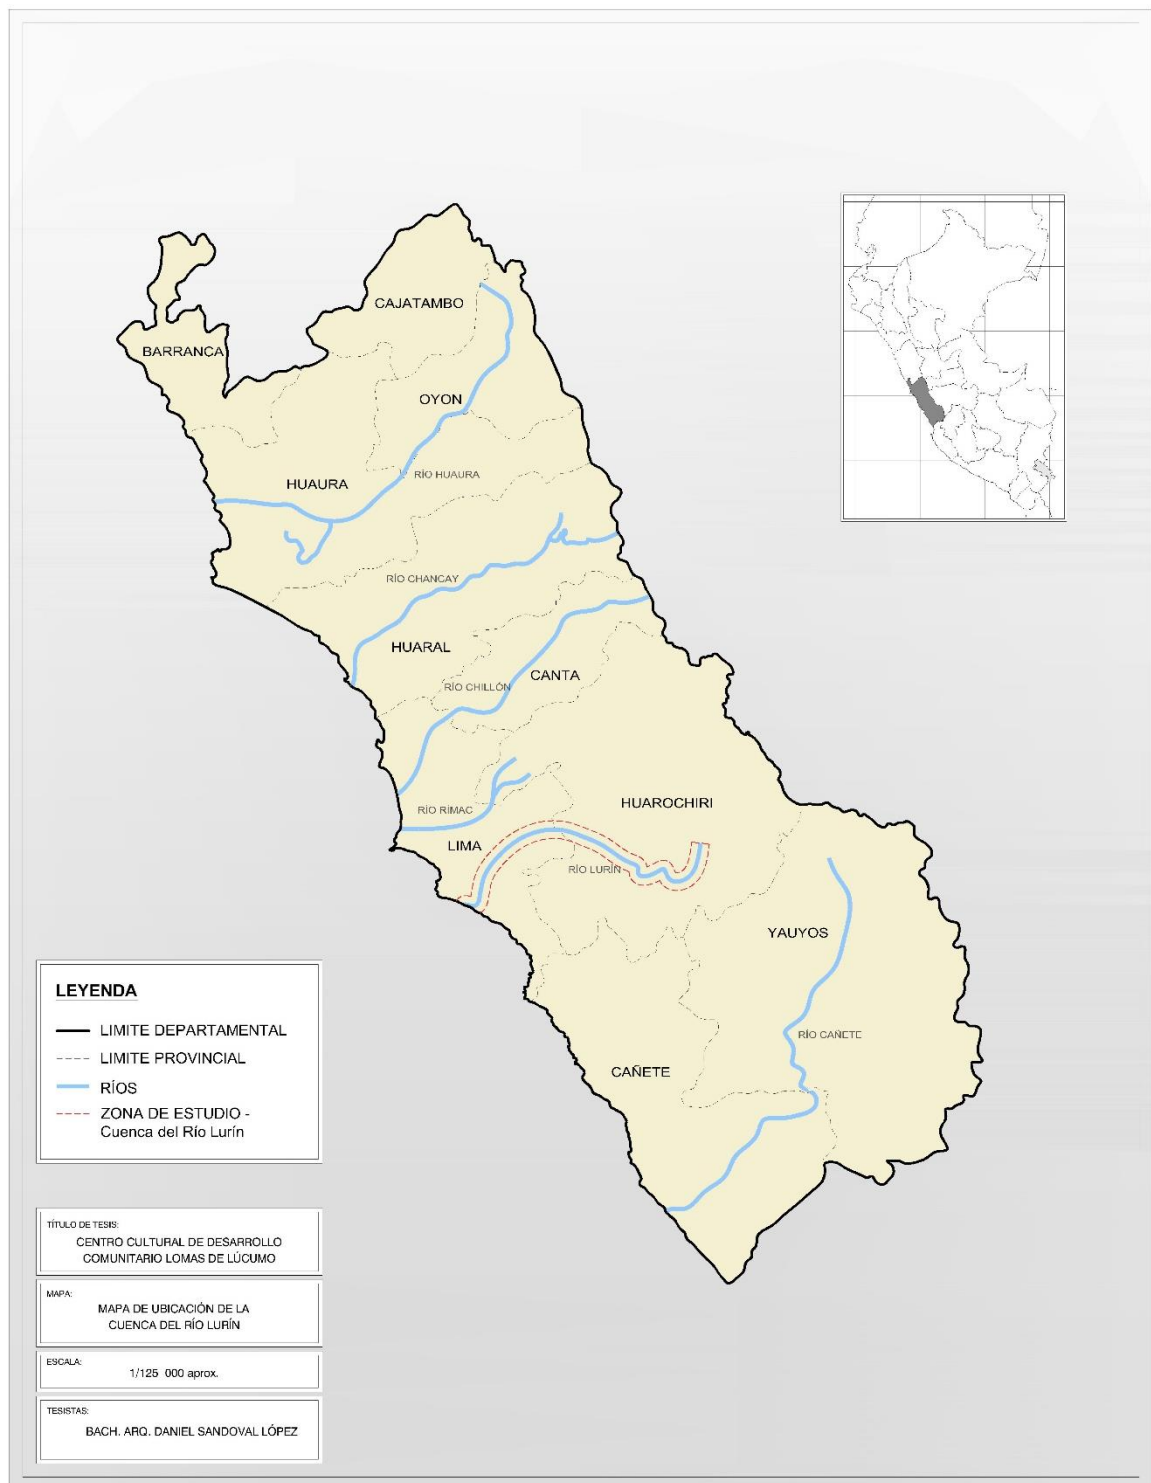 CAJATAMBO
BARRANCA
OYON
RÍO HUAURA
HUAURA
RÍO CHANCAY
HUARAL
CANTA
RÍO CHILLÓN
HUAROCHIRI
RÍO RÍMAC
LIMA
RÍO LURÍN
YAUYOS
RÍO CAÑETE
CAÑETE
LEYENDA
LIMITE DEPARTAMENTAL
LIMITE PROVINCIAL
RÍOS
ZONA DE ESTUDIO -
Cuenca del Río Lurín
TÍTULO DE TESIS:
CENTRO CULTURAL DE DESARROLLO
COMUNITARIO LOMAS DE LÚCUMO
MAPA:
MAPA DE UBICACIÓN DE LA
CUENCA DEL RÍO LURÍN
ESCALA:
1/125 000 aprox.
TESISTAS:
BACH. ARQ. DANIEL SANDOVAL LÓPEZ